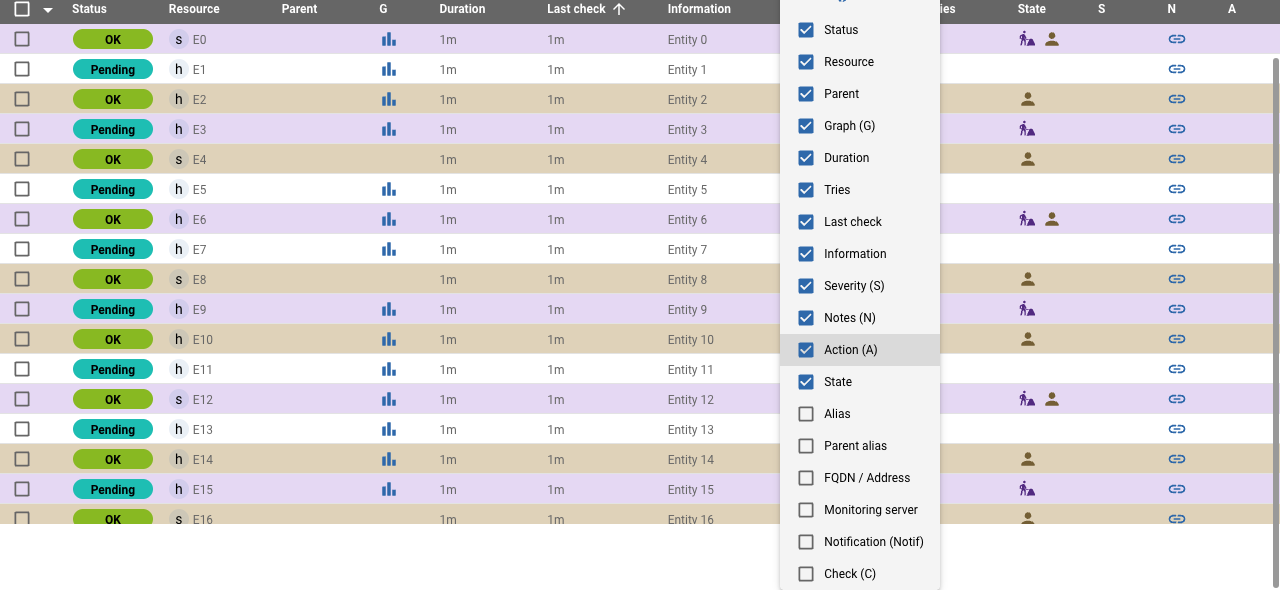 Status Resource Parent G Duration Last check Information ies State S N A
OK s E0 1m 1m Entity 0
Pending h E1 1m 1m Entity 1
OK h E2 1m 1m Entity 2
Pending h E3 1m 1m Entity 3
OK s E4 1m 1m Entity 4
Pending h E5 1m 1m Entity 5
OK h E6 1m 1m Entity 6
Pending h E7 1m 1m Entity 7
OK s E8 1m 1m Entity 8
Pending h E9 1m 1m Entity 9
OK h E10 1m 1m Entity 10
Pending h E11 1m 1m Entity 11
OK s E12 1m 1m Entity 12
Pending h E13 1m 1m Entity 13
OK h E14 1m 1m Entity 14
Pending h E15 1m 1m Entity 15
OK s E16 1m 1m Entity 16
Status
Resource
Parent
Graph (G)
Duration
Tries
Last check
Information
Severity (S)
Notes (N)
Action (A)
State
Alias
Parent alias
FQDN / Address
Monitoring server
Notification (Notif)
Check (C)